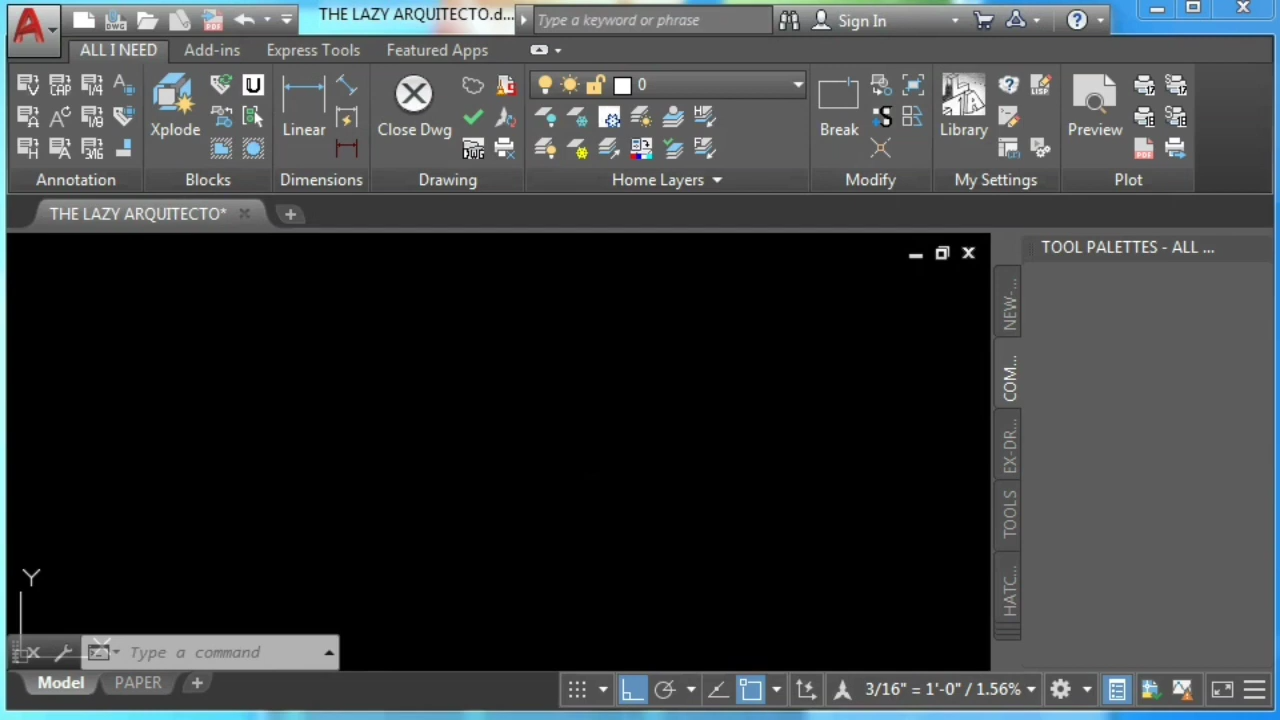 THE LAZY ARQUITECTO.d...
Type a keyword or phrase
Sign In
ALL I NEED
Add-ins
Express Tools
Featured Apps
0
Xplode
Linear
Close Dwg
Break
Library
Preview
Annotation
Blocks
Dimensions
Drawing
Home Layers
Modify
My Settings
Plot
THE LAZY ARQUITECTO*
TOOL PALETTES - ALL ...
NEW-...
COM...
EX-DR...
TOOLS
HATC...
Y
X
Type a command
Model
PAPER
3/16" = 1'-0" / 1.56%